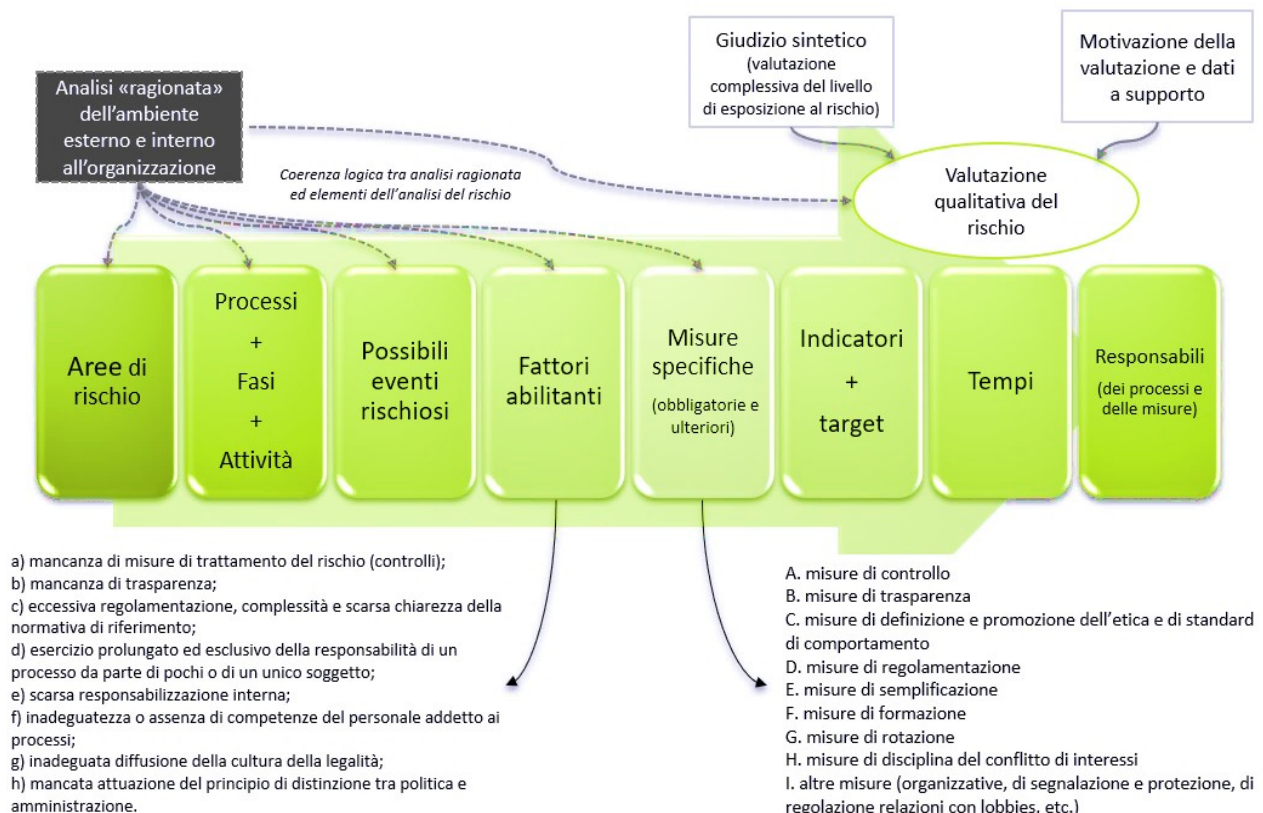 Giudizio sintetico
(valutazione
complessiva del livello
di esposizione al rischio)
Motivazione della
valutazione e dati
a supporto
Analisi «ragionata»
dell’ambiente
esterno e interno
all’organizzazione
Coerenza logica tra analisi ragionata
ed elementi dell’analisi del rischio
Valutazione
qualitativa del
rischio
Aree di
rischio
Processi
+
Fasi
+
Attività
Possibili
eventi
rischiosi
Fattori
abilitanti
Misure
specifiche
(obbligatorie e
ulteriori)
Indicatori
+
target
Tempi
Responsabili
(dei processi e
delle misure)
a) mancanza di misure di trattamento del rischio (controlli);
b) mancanza di trasparenza;
c) eccessiva regolamentazione, complessità e scarsa chiarezza della
normativa di riferimento;
d) esercizio prolungato ed esclusivo della responsabilità di un
processo da parte di pochi o di un unico soggetto;
e) scarsa responsabilizzazione interna;
f) inadeguatezza o assenza di competenze del personale addetto ai
processi;
g) inadeguata diffusione della cultura della legalità;
h) mancata attuazione del principio di distinzione tra politica e
amministrazione.
A. misure di controllo
B. misure di trasparenza
C. misure di definizione e promozione dell’etica e di standard
di comportamento
D. misure di regolamentazione
E. misure di semplificazione
F. misure di formazione
G. misure di rotazione
H. misure di disciplina del conflitto di interessi
I. altre misure (organizzative, di segnalazione e protezione, di
regolazione relazioni con lobbies, etc.)